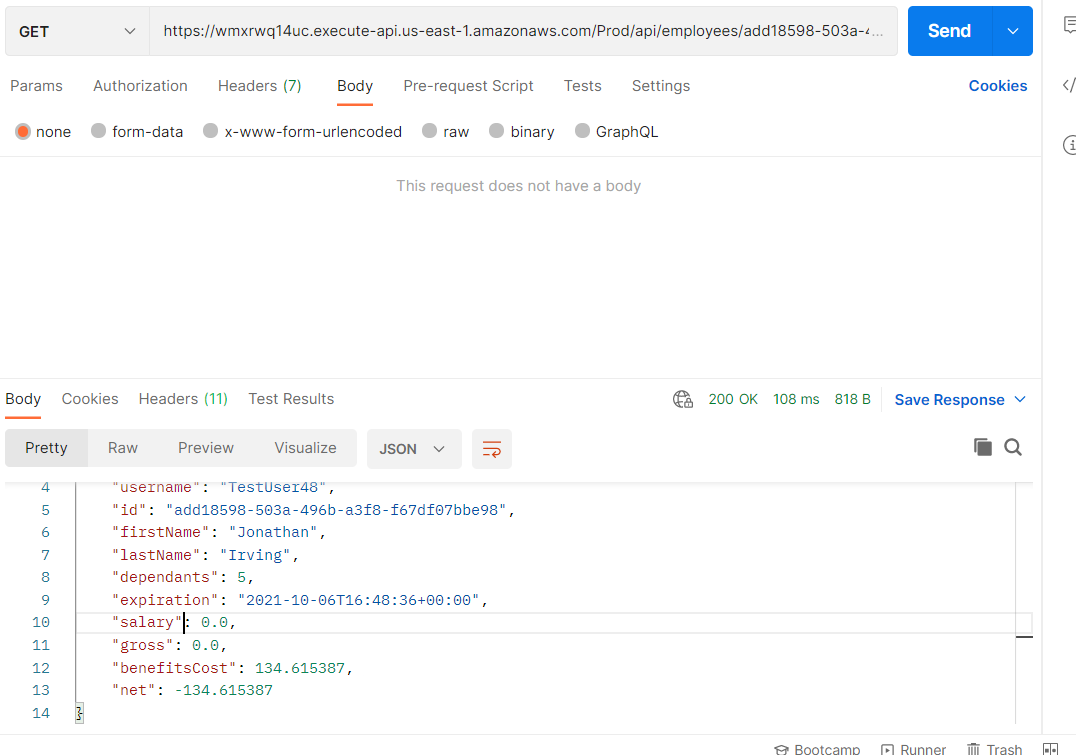 GET https://wmxrwq14uc.execute-api.us-east-1.amazonaws.com/Prod/api/employees/add18598-503a-4... Send
Params Authorization Headers (7) Body Pre-request Script Tests Settings Cookies
none form-data x-www-form-urlencoded raw binary GraphQL
This request does not have a body
Body Cookies Headers (11) Test Results 200 OK 108 ms 818 B Save Response
Pretty Raw Preview Visualize JSON
4 "username": "TestUser48",
5 "id": "add18598-503a-496b-a3f8-f67df07bbe98",
6 "firstName": "Jonathan",
7 "lastName": "Irving",
8 "dependants": 5,
9 "expiration": "2021-10-06T16:48:36+00:00",
10 "salary": 0.0,
11 "gross": 0.0,
12 "benefitsCost": 134.615387,
13 "net": -134.615387
14 }
Bootcamp Runner Trash